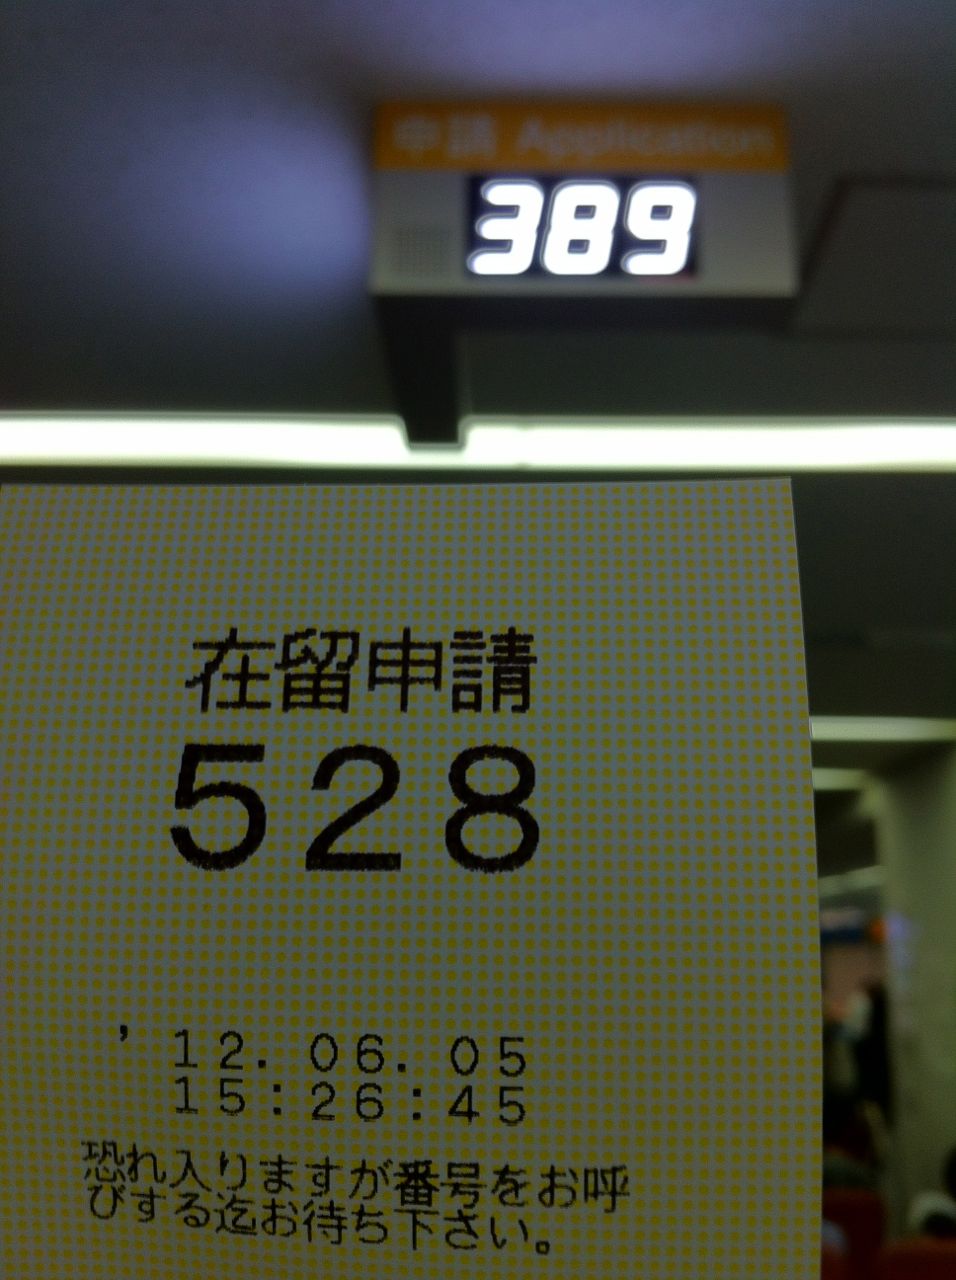 申請 Application
389
在留申請
528
'12.06.05
15:26:45
恐れ入りますが番号をお呼
びする迄お待ち下さい。